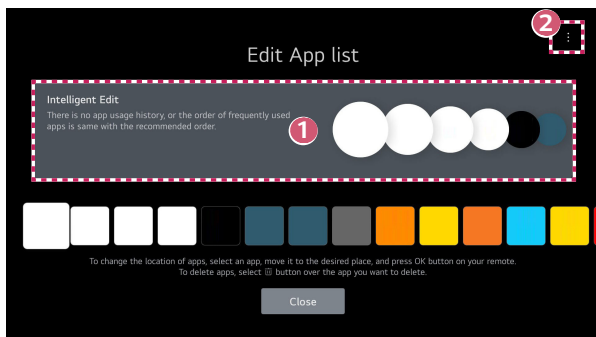 2
Edit App list
Intelligent Edit
There is no app usage history, or the order of frequently used
apps is same with the recommended order.
1
To change the location of apps, select an app, move it to the desired place, and press OK button on your remote.
To delete apps, select button over the app you want to delete.
Close